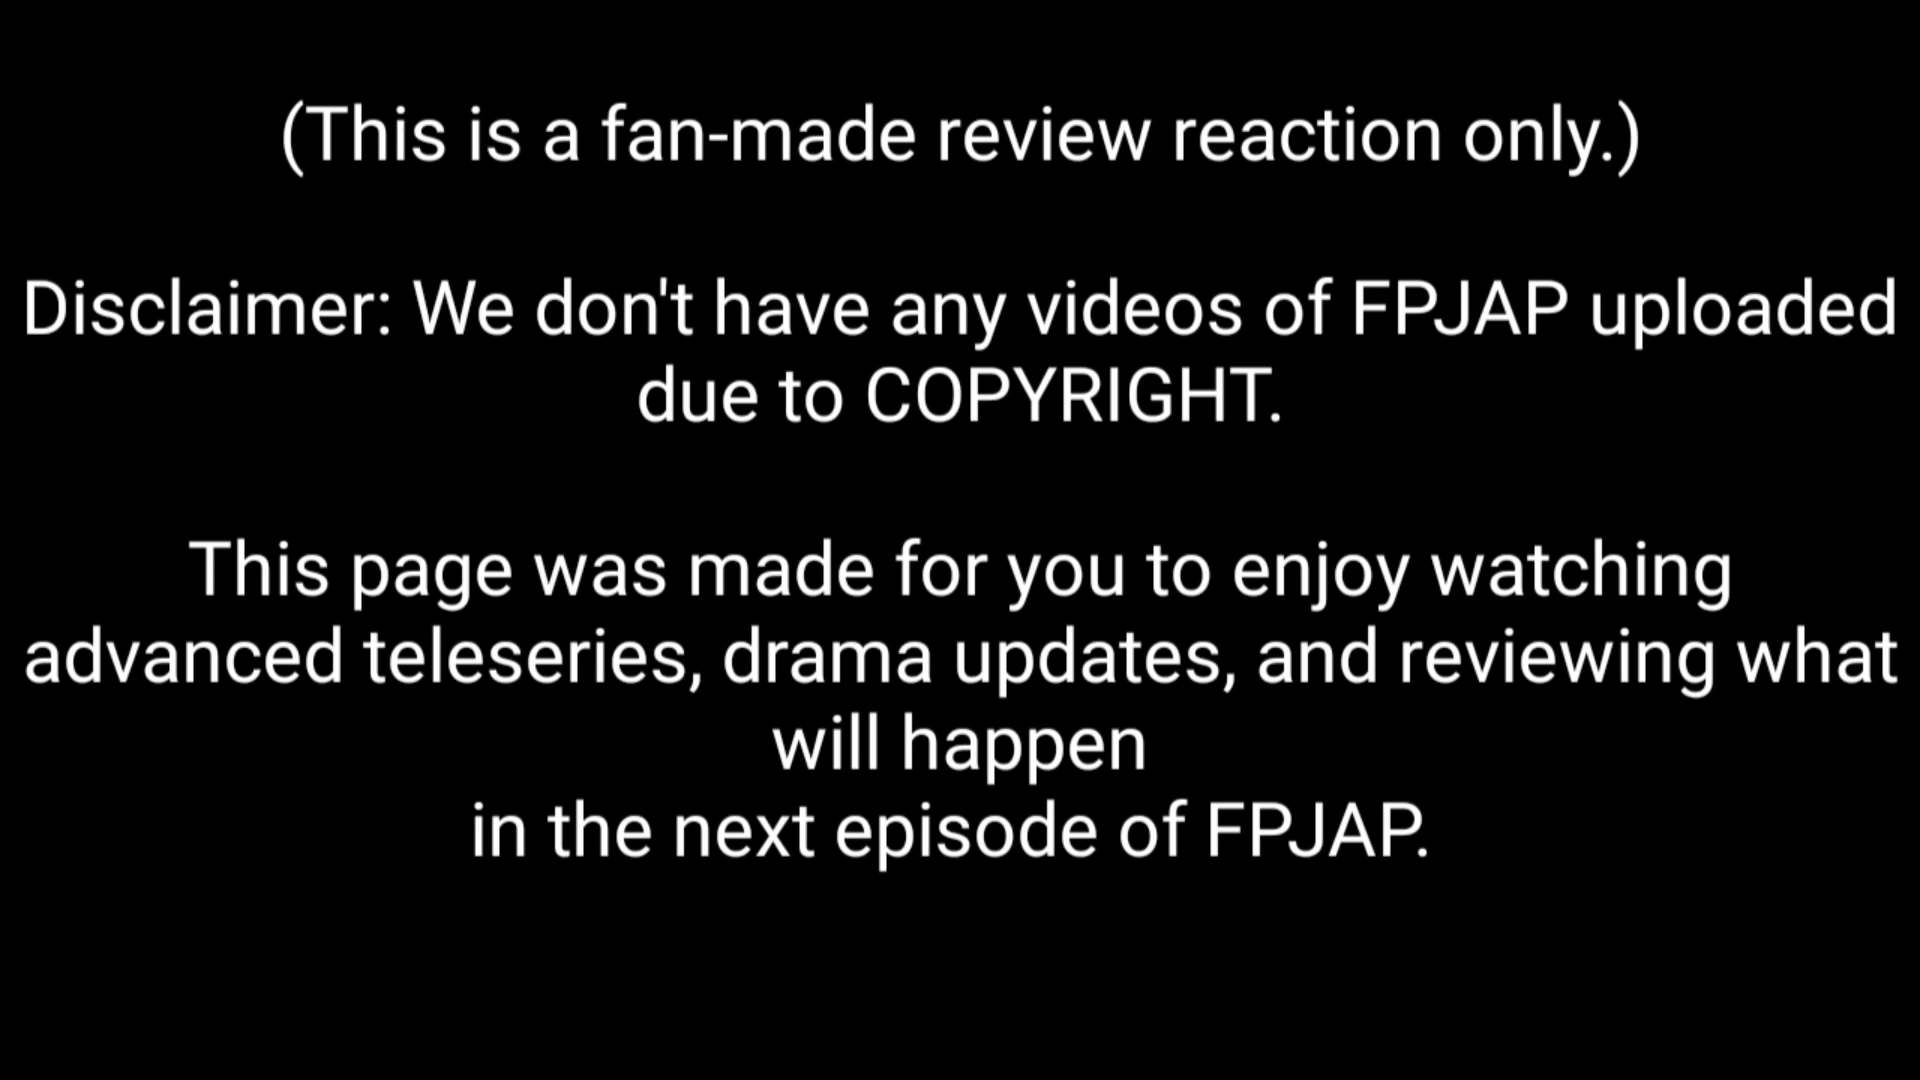 (This is a fan-made review reaction only.)
Disclaimer: We don't have any videos of FPJAP uploaded
due to COPYRIGHT.
This page was made for you to enjoy watching
advanced teleseries, drama updates, and reviewing what
will happen
in the next episode of FPJAP.